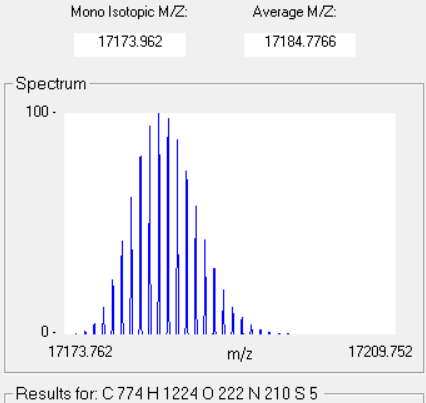 Mono Isotopic M/Z: Average M/Z:
17173.962 17184.7766
Spectrum
100 -
0 -
17173.762 m/z 17209.752
Results for: C 774 H 1224 O 222 N 210 S 5